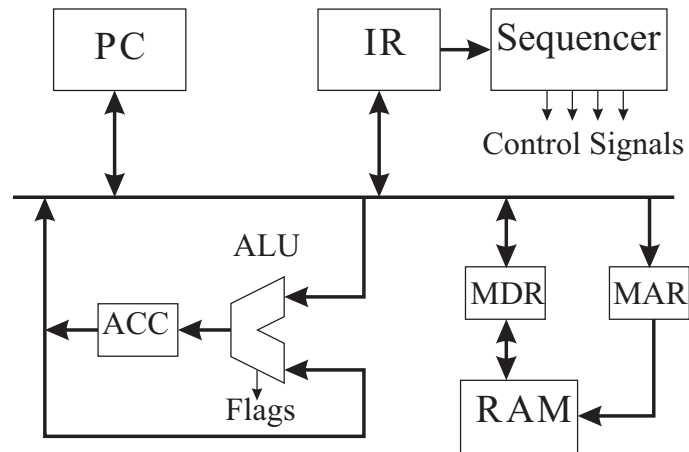 PC
IR
Sequencer
Control Signals
ALU
ACC
MDR
MAR
Flags
RAM